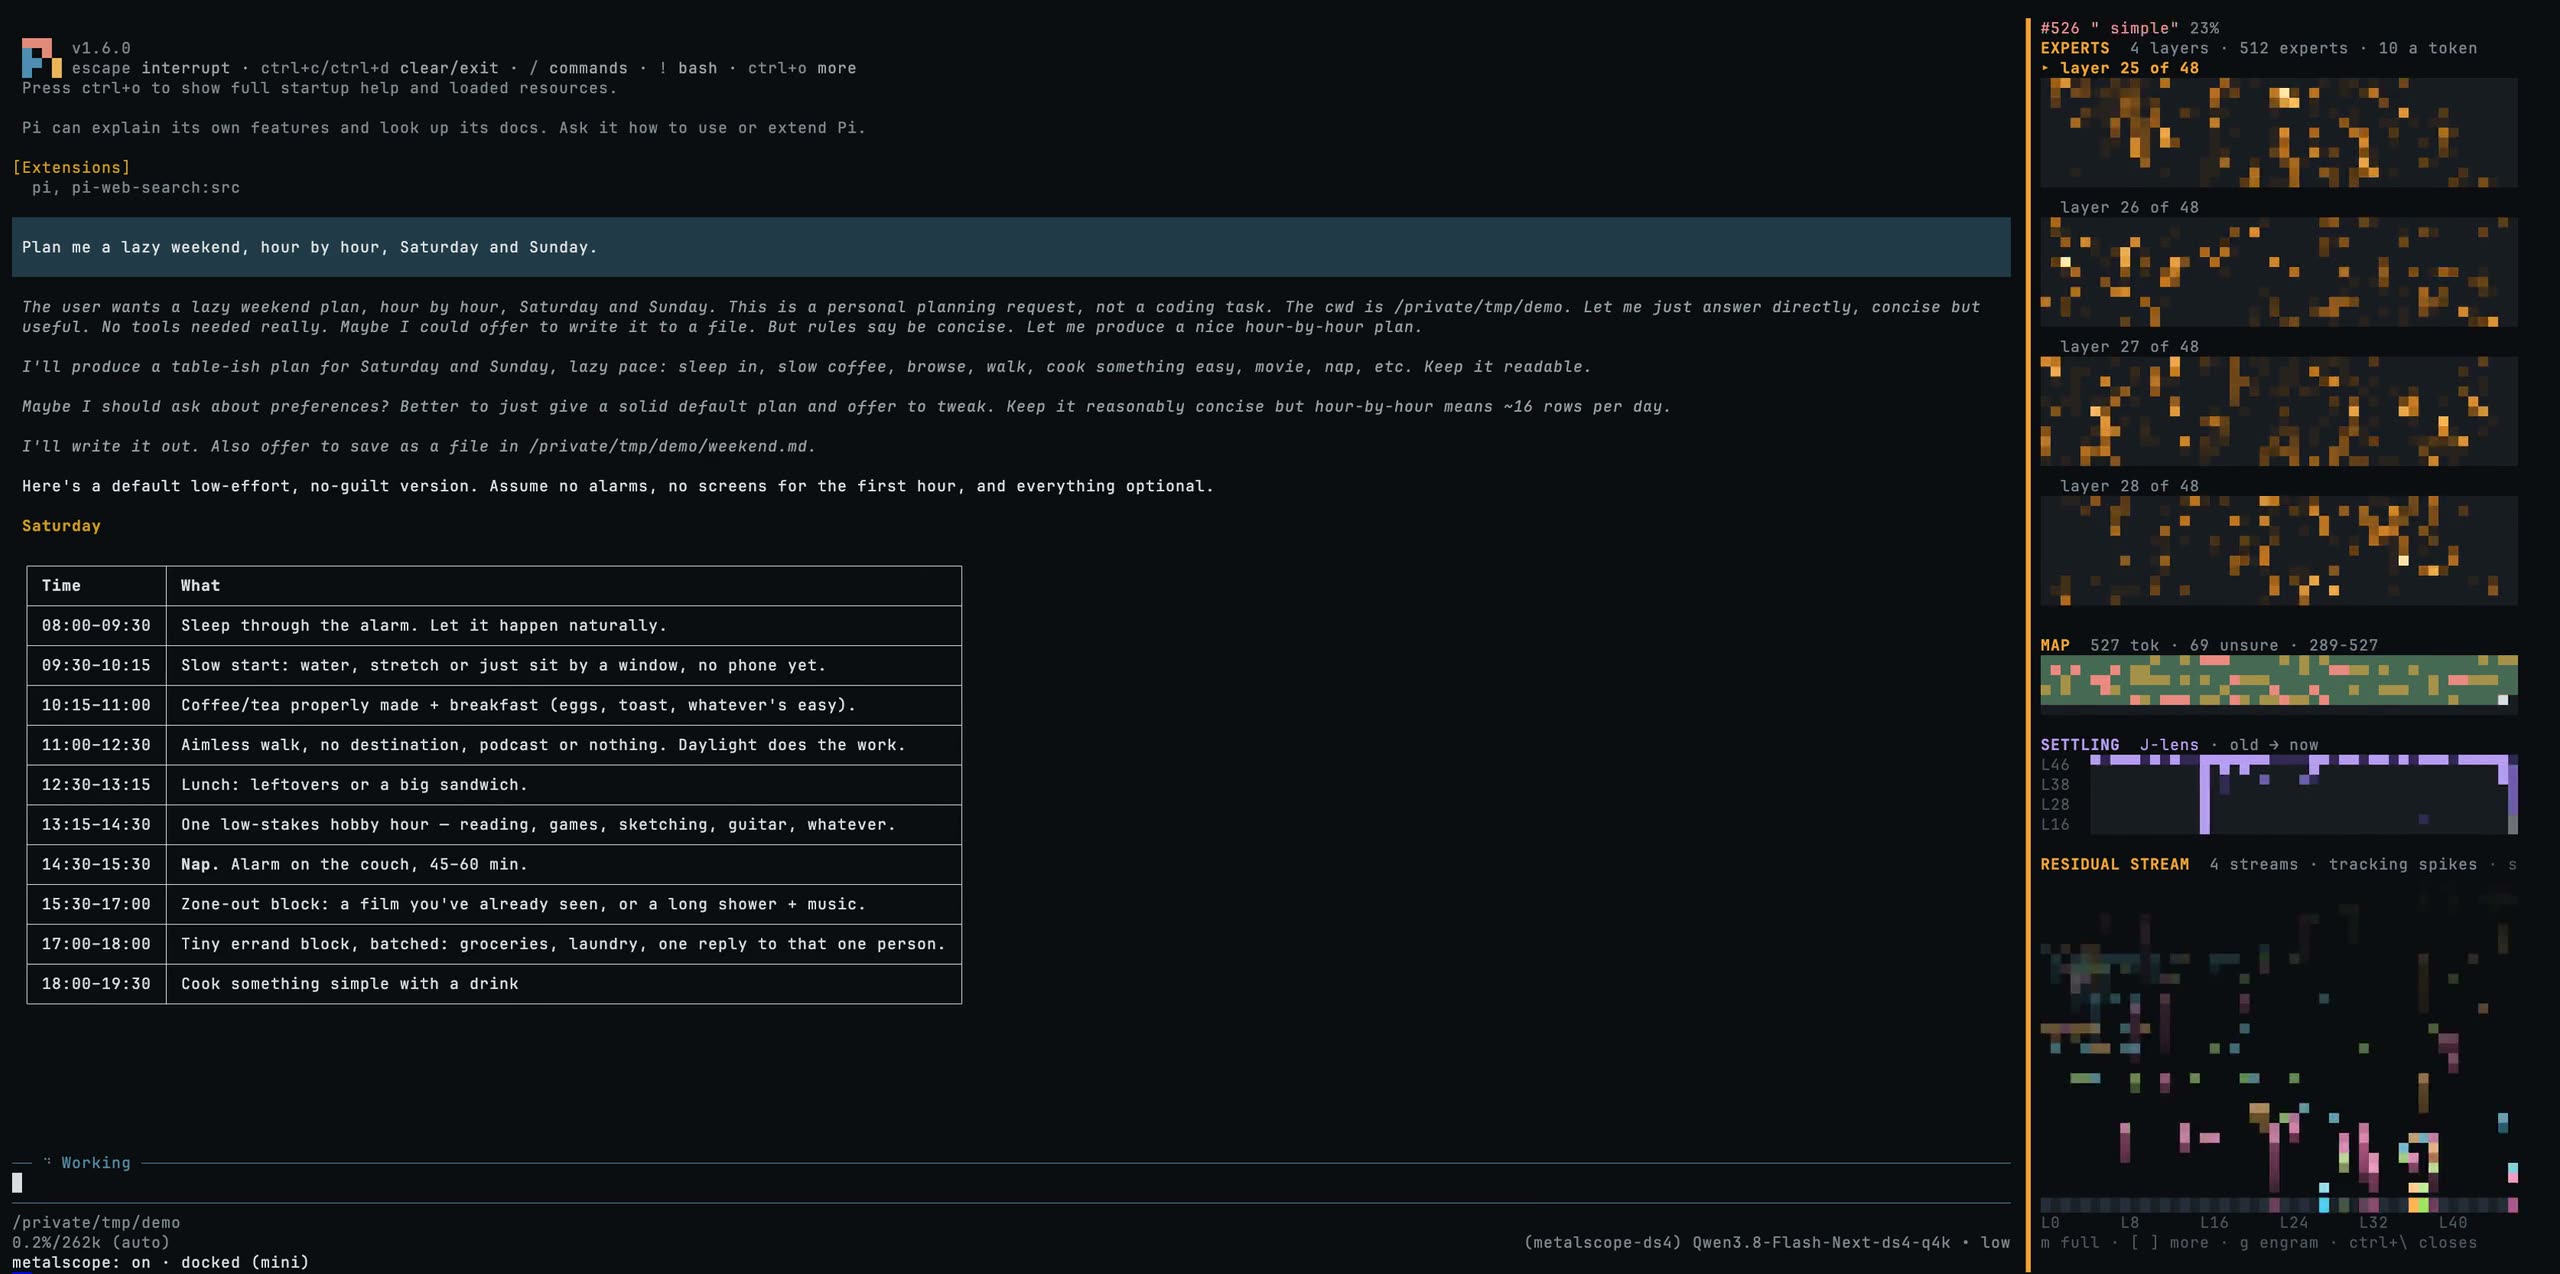 v1.6.0
escape interrupt · ctrl+c/ctrl+d clear/exit · / commands · ! bash · ctrl+o more
Press ctrl+o to show full startup help and loaded resources.
Pi can explain its own features and look up its docs. Ask it how to use or extend Pi.
[Extensions]
pi, pi-web-search:src
Plan me a lazy weekend, hour by hour, Saturday and Sunday.
The user wants a lazy weekend plan, hour by hour, Saturday and Sunday. This is a personal planning request, not a coding task. The cwd is /private/tmp/demo. Let me just answer directly, concise but
useful. No tools needed really. Maybe I could offer to write it to a file. But rules say be concise. Let me produce a nice hour-by-hour plan.
I'll produce a table-ish plan for Saturday and Sunday, lazy pace: sleep in, slow coffee, browse, walk, cook something easy, movie, nap, etc. Keep it readable.
Maybe I should ask about preferences? Better to just give a solid default plan and offer to tweak. Keep it reasonably concise but hour-by-hour means ~16 rows per day.
I'll write it out. Also offer to save as a file in /private/tmp/demo/weekend.md.
Here's a default low-effort, no-guilt version. Assume no alarms, no screens for the first hour, and everything optional.
Saturday
Time What
08:00–09:30 Sleep through the alarm. Let it happen naturally.
09:30–10:15 Slow start: water, stretch or just sit by a window, no phone yet.
10:15–11:00 Coffee/tea properly made + breakfast (eggs, toast, whatever's easy).
11:00–12:30 Aimless walk, no destination, podcast or nothing. Daylight does the work.
12:30–13:15 Lunch: leftovers or a big sandwich.
13:15–14:30 One low-stakes hobby hour — reading, games, sketching, guitar, whatever.
14:30–15:30 Nap. Alarm on the couch, 45–60 min.
15:30–17:00 Zone-out block: a film you've already seen, or a long shower + music.
17:00–18:00 Tiny errand block, batched: groceries, laundry, one reply to that one person.
18:00–19:30 Cook something simple with a drink
Working
/private/tmp/demo
0.2%/262k (auto)
(metalscope-ds4) Qwen3.8-Flash-Next-ds4-q4k • low
metalscope: on · docked (mini)
#526 " simple" 23%
EXPERTS 4 layers · 512 experts · 10 a token
▸ layer 25 of 48
layer 26 of 48
layer 27 of 48
layer 28 of 48
MAP 527 tok · 69 unsure · 289-527
SETTLING J-lens · old → now
L46
L38
L28
L16
RESIDUAL STREAM 4 streams · tracking spikes · s
L0 L8 L16 L24 L32 L40
m full · [ ] more · g engram · ctrl+\ closes